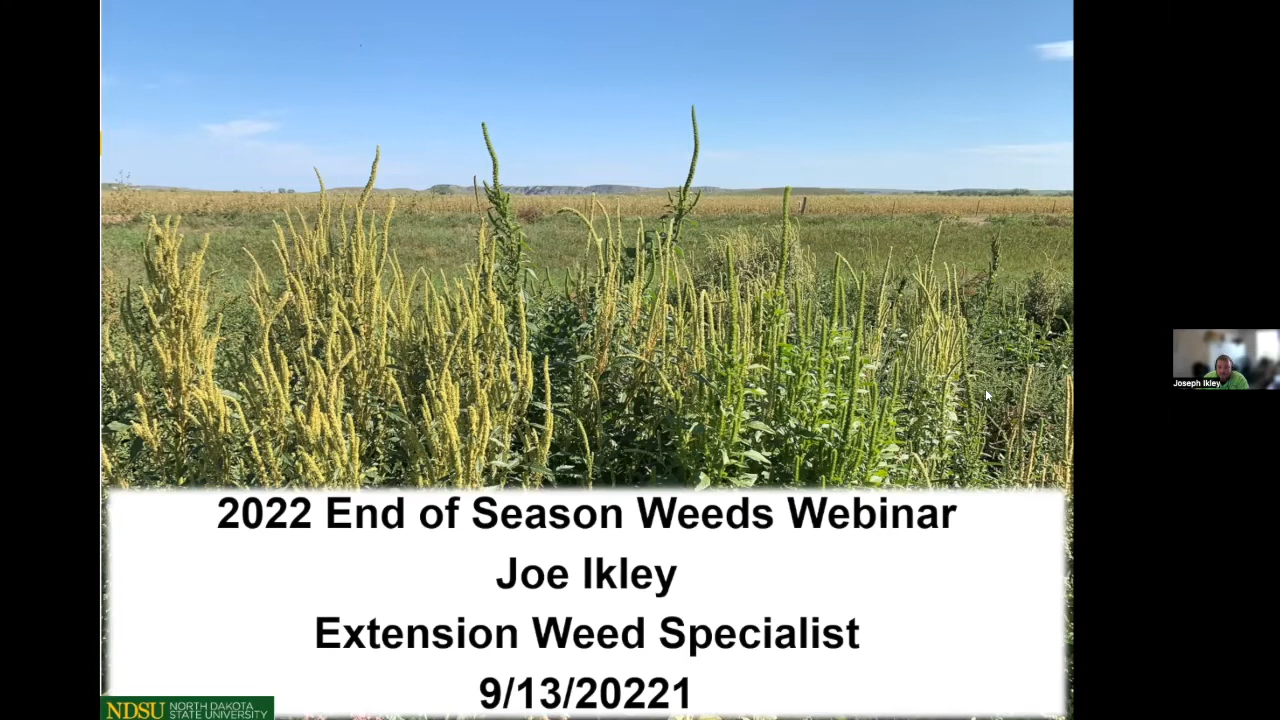 2022 End of Season Weeds Webinar
Joe Ikley
Extension Weed Specialist
9/13/20221
NDSU NORTH DAKOTA
STATE UNIVERSITY
Joseph Ikley